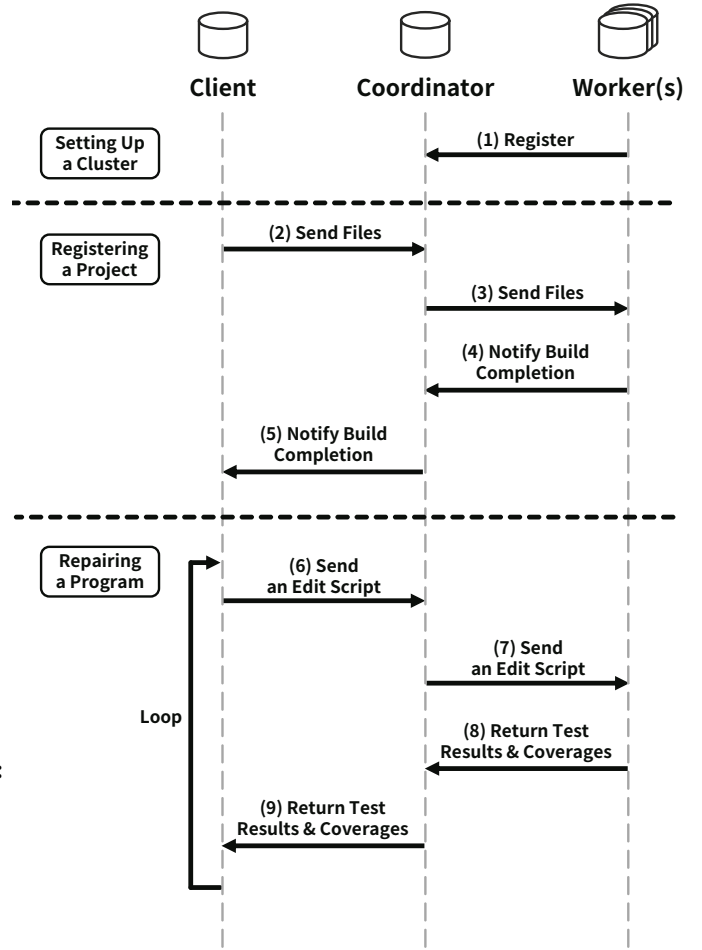 Client
Coordinator
Worker(s)
Setting Up
a Cluster
(1) Register
Registering
a Project
(2) Send Files
(3) Send Files
(4) Notify Build
Completion
(5) Notify Build
Completion
Repairing
a Program
(6) Send
an Edit Script
(7) Send
an Edit Script
Loop
(8) Return Test
Results & Coverages
(9) Return Test
Results & Coverages